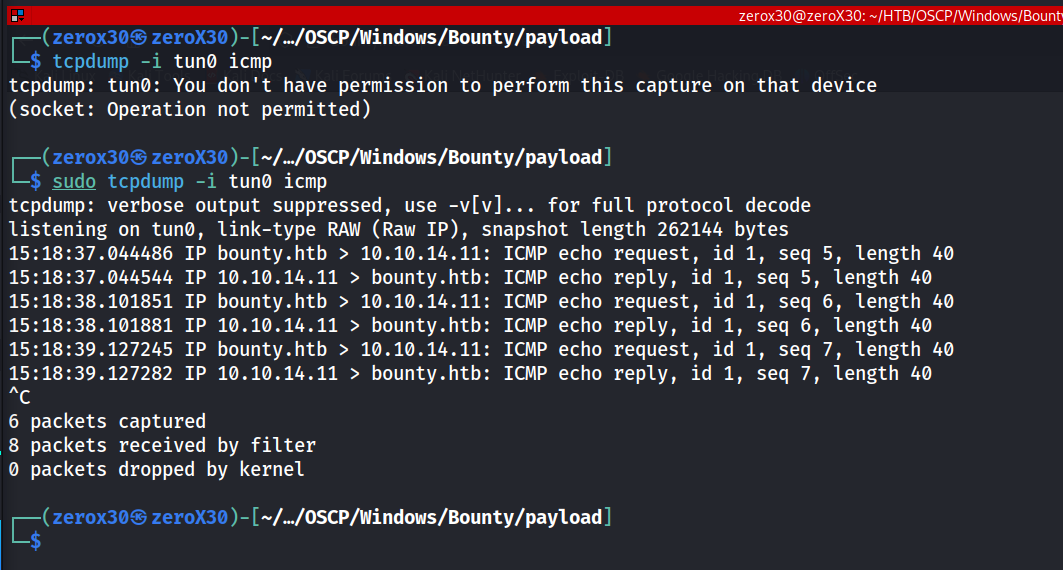 zerox30@zeroX30: ~/HTB/OSCP/Windows/Bount
┌──(zerox30㉿zeroX30)-[~/…/OSCP/Windows/Bounty/payload]
└─$ tcpdump -i tun0 icmp
tcpdump: tun0: You don't have permission to perform this capture on that device
(socket: Operation not permitted)
┌──(zerox30㉿zeroX30)-[~/…/OSCP/Windows/Bounty/payload]
└─$ sudo tcpdump -i tun0 icmp
tcpdump: verbose output suppressed, use -v[v]... for full protocol decode
listening on tun0, link-type RAW (Raw IP), snapshot length 262144 bytes
15:18:37.044486 IP bounty.htb > 10.10.14.11: ICMP echo request, id 1, seq 5, length 40
15:18:37.044544 IP 10.10.14.11 > bounty.htb: ICMP echo reply, id 1, seq 5, length 40
15:18:38.101851 IP bounty.htb > 10.10.14.11: ICMP echo request, id 1, seq 6, length 40
15:18:38.101881 IP 10.10.14.11 > bounty.htb: ICMP echo reply, id 1, seq 6, length 40
15:18:39.127245 IP bounty.htb > 10.10.14.11: ICMP echo request, id 1, seq 7, length 40
15:18:39.127282 IP 10.10.14.11 > bounty.htb: ICMP echo reply, id 1, seq 7, length 40
^C
6 packets captured
8 packets received by filter
0 packets dropped by kernel
┌──(zerox30㉿zeroX30)-[~/…/OSCP/Windows/Bounty/payload]
└─$